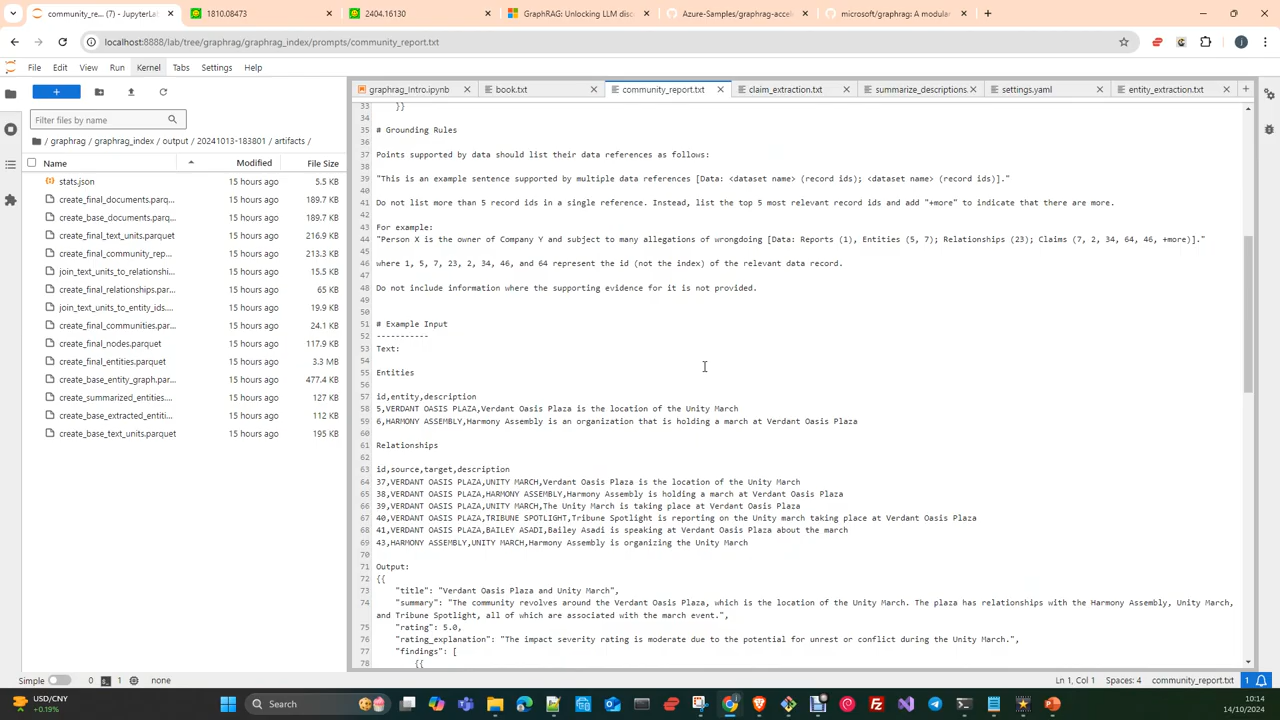 community_re... (7) - JupyterLab
1810.08473
2404.16130
GraphRAG: Unlocking LLM disc
Azure-Samples/graphrag-accel
microsoft/graphrag: A modular
localhost:8888/lab/tree/graphrag/graphrag_index/prompts/community_report.txt
File Edit View Run Kernel Tabs Settings Help
Filter files by name
/ graphrag / graphrag_index / output / 20241013-183801 / artifacts /
Name Modified File Size
stats.json 15 hours ago 5.5 KB
create_final_documents.parq... 15 hours ago 189.7 KB
create_base_documents.parq... 15 hours ago 189.7 KB
create_final_text_units.parquet 15 hours ago 216.9 KB
create_final_community_rep... 15 hours ago 213.3 KB
join_text_units_to_relationshi... 15 hours ago 15.5 KB
create_final_relationships.parq... 15 hours ago 65 KB
join_text_units_to_entity_ids.... 15 hours ago 19.9 KB
create_final_communities.par... 15 hours ago 24.1 KB
create_final_nodes.parquet 15 hours ago 117.9 KB
create_final_entities.parquet 15 hours ago 3.3 MB
create_base_entity_graph.par... 15 hours ago 477.4 KB
create_summarized_entities.... 15 hours ago 127 KB
create_base_extracted_entiti... 15 hours ago 112 KB
create_base_text_units.parquet 15 hours ago 195 KB
graphrag_Intro.ipynb
book.txt
community_report.txt
claim_extraction.txt
summarize_descriptions.
settings.yaml
entity_extraction.txt
33 }}
34
35 # Grounding Rules
36
37 Points supported by data should list their data references as follows:
38
39 "This is an example sentence supported by multiple data references [Data: <dataset name> (record ids); <dataset name> (record ids)]."
40
41 Do not list more than 5 record ids in a single reference. Instead, list the top 5 most relevant record ids and add "+more" to indicate that there are more.
42
43 For example:
44 "Person X is the owner of Company Y and subject to many allegations of wrongdoing [Data: Reports (1), Entities (5, 7); Relationships (23); Claims (7, 2, 34, 64, 46, +more)]."
45
46 where 1, 5, 7, 23, 2, 34, 46, and 64 represent the id (not the index) of the relevant data record.
47
48 Do not include information where the supporting evidence for it is not provided.
49
50
51 # Example Input
52 -----------
53 Text:
54
55 Entities
56
57 id,entity,description
58 5,VERDANT OASIS PLAZA,Verdant Oasis Plaza is the location of the Unity March
59 6,HARMONY ASSEMBLY,Harmony Assembly is an organization that is holding a march at Verdant Oasis Plaza
60
61 Relationships
62
63 id,source,target,description
64 37,VERDANT OASIS PLAZA,UNITY MARCH,Verdant Oasis Plaza is the location of the Unity March
65 38,VERDANT OASIS PLAZA,HARMONY ASSEMBLY,Harmony Assembly is holding a march at Verdant Oasis Plaza
66 39,VERDANT OASIS PLAZA,UNITY MARCH,The Unity March is taking place at Verdant Oasis Plaza
67 40,VERDANT OASIS PLAZA,TRIBUNE SPOTLIGHT,Tribune Spotlight is reporting on the Unity march taking place at Verdant Oasis Plaza
68 41,VERDANT OASIS PLAZA,BAILEY ASADI,Bailey Asadi is speaking at Verdant Oasis Plaza about the march
69 43,HARMONY ASSEMBLY,UNITY MARCH,Harmony Assembly is organizing the Unity March
70
71 Output:
72 {{
73 "title": "Verdant Oasis Plaza and Unity March",
74 "summary": "The community revolves around the Verdant Oasis Plaza, which is the location of the Unity March. The plaza has relationships with the Harmony Assembly, Unity March,
and Tribune Spotlight, all of which are associated with the march event.",
75 "rating": 5.0,
76 "rating_explanation": "The impact severity rating is moderate due to the potential for unrest or conflict during the Unity March.",
77 "findings": [
78 {{
Simple 0 1 none
Ln 1, Col 1 Spaces: 4 community_report.txt 1
USD/CNY
+0.19%
Search
10:14
14/10/2024